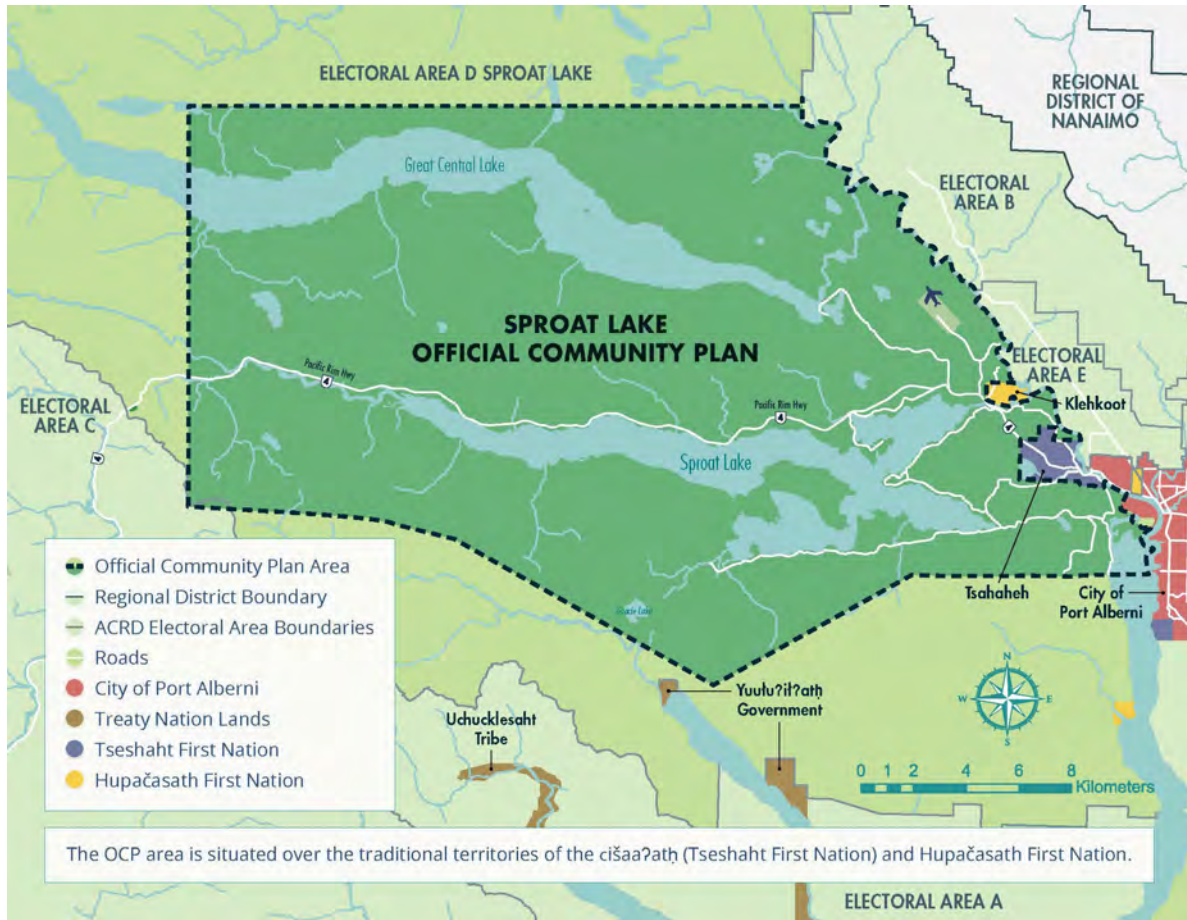 ELECTORAL AREA D SPROAT LAKE
REGIONAL
DISTRICT OF
NANAIMO
Great Central Lake
ELECTORAL
AREA B
SPROAT LAKE
OFFICIAL COMMUNITY PLAN
Pacific Rim Hwy
4
ELECTORAL
AREA E
Klehkoot
ELECTORAL
AREA C
4
Pacific Rim Hwy
4
4
Sproat Lake
Official Community Plan Area
Regional District Boundary
ACRD Electoral Area Boundaries
Roads
City of Port Alberni
Treaty Nation Lands
Tseshaht First Nation
Hupačasath First Nation
Tsahaheh
City of
Port Alberni
Lake
Yuułuʔiłʔatḥ
Government
Uchucklesaht
Tribe
N
W
E
S
0 1 2 4 6 8
Kilometers
The OCP area is situated over the traditional territories of the c̓išaaʔatḥ (Tseshaht First Nation) and Hupačasath First Nation.
ELECTORAL AREA A